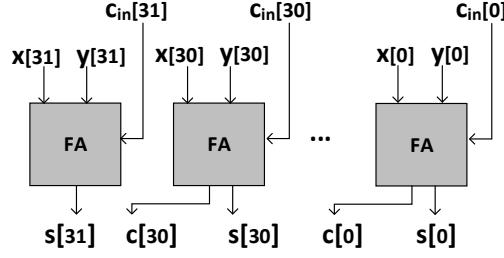 cin[31] cin[30] cin[0]
x[31] y[31] x[30] y[30] x[0] y[0]
FA FA ... FA
s[31] c[30] s[30] c[0] s[0]